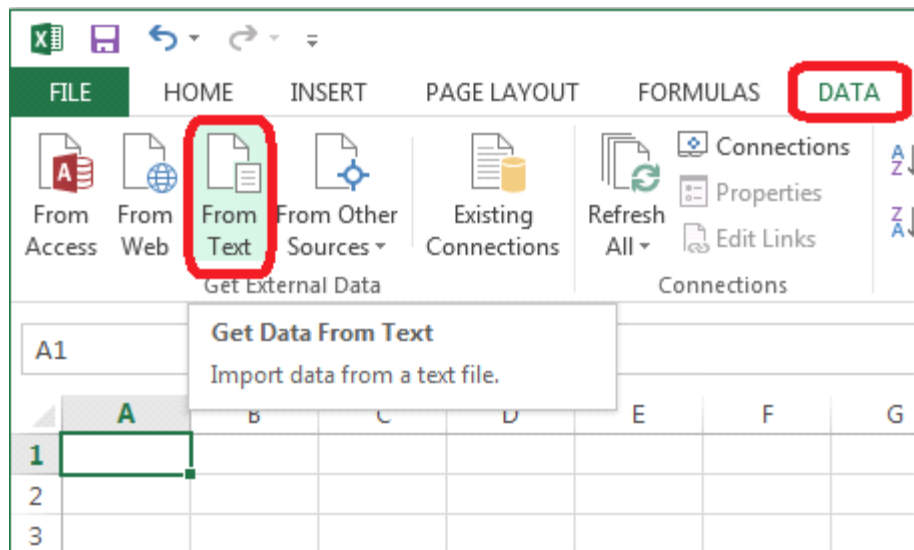 FILE HOME INSERT PAGE LAYOUT FORMULAS DATA
Connections
Properties
Edit Links
From Access
From Web
From Text
From Other Sources
Existing Connections
Refresh All
A Z
Z A
Get External Data
Connections
Get Data From Text
Import data from a text file.
A1
A B C D E F G
1
2
3